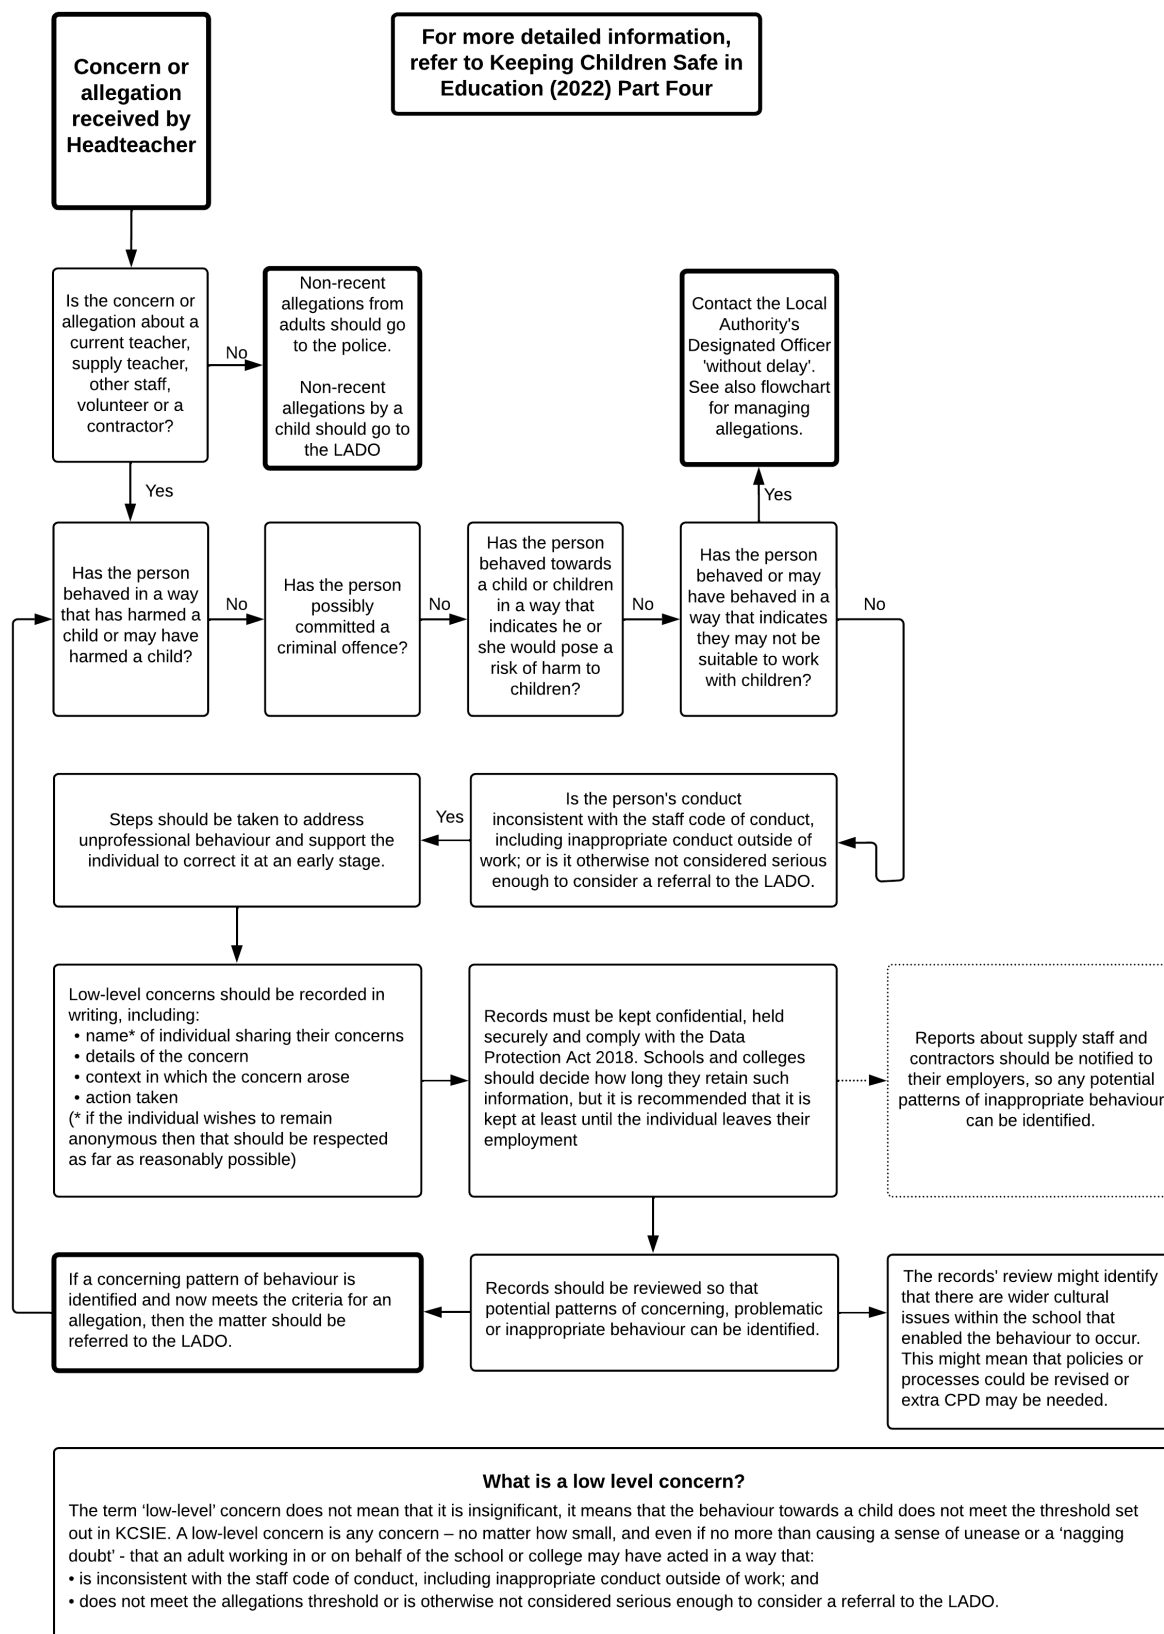 Concern or
allegation
received by
Headteacher
For more detailed information,
refer to Keeping Children Safe in
Education (2022) Part Four
Is the concern or
allegation about a
current teacher,
supply teacher,
other staff,
volunteer or a
contractor?
No
Non-recent
allegations from
adults should go
to the police.
Non-recent
allegations by a
child should go to
the LADO
Contact the Local
Authority's
Designated Officer
'without delay'.
See also flowchart
for managing
allegations.
Yes
Yes
Has the person
behaved in a way
that has harmed a
child or may have
harmed a child?
No
Has the person
possibly
committed a
criminal offence?
No
Has the person
behaved towards
a child or children
in a way that
indicates he or
she would pose a
risk of harm to
children?
No
Has the person
behaved or may
have behaved in a
way that indicates
they may not be
suitable to work
with children?
No
Steps should be taken to address
unprofessional behaviour and support the
individual to correct it at an early stage.
Yes
Is the person's conduct
inconsistent with the staff code of conduct,
including inappropriate conduct outside of
work; or is it otherwise not considered serious
enough to consider a referral to the LADO.
Low-level concerns should be recorded in
writing, including:
• name* of individual sharing their concerns
• details of the concern
• context in which the concern arose
• action taken
(* if the individual wishes to remain
anonymous then that should be respected
as far as reasonably possible)
Records must be kept confidential, held
securely and comply with the Data
Protection Act 2018. Schools and colleges
should decide how long they retain such
information, but it is recommended that it is
kept at least until the individual leaves their
employment
Reports about supply staff and
contractors should be notified to
their employers, so any potential
patterns of inappropriate behaviour
can be identified.
If a concerning pattern of behaviour is
identified and now meets the criteria for an
allegation, then the matter should be
referred to the LADO.
Records should be reviewed so that
potential patterns of concerning, problematic
or inappropriate behaviour can be identified.
The records' review might identify
that there are wider cultural
issues within the school that
enabled the behaviour to occur.
This might mean that policies or
processes could be revised or
extra CPD may be needed.
What is a low level concern?
The term ‘low-level’ concern does not mean that it is insignificant, it means that the behaviour towards a child does not meet the threshold set
out in KCSIE. A low-level concern is any concern – no matter how small, and even if no more than causing a sense of unease or a ‘nagging
doubt’ - that an adult working in or on behalf of the school or college may have acted in a way that:
• is inconsistent with the staff code of conduct, including inappropriate conduct outside of work; and
• does not meet the allegations threshold or is otherwise not considered serious enough to consider a referral to the LADO.